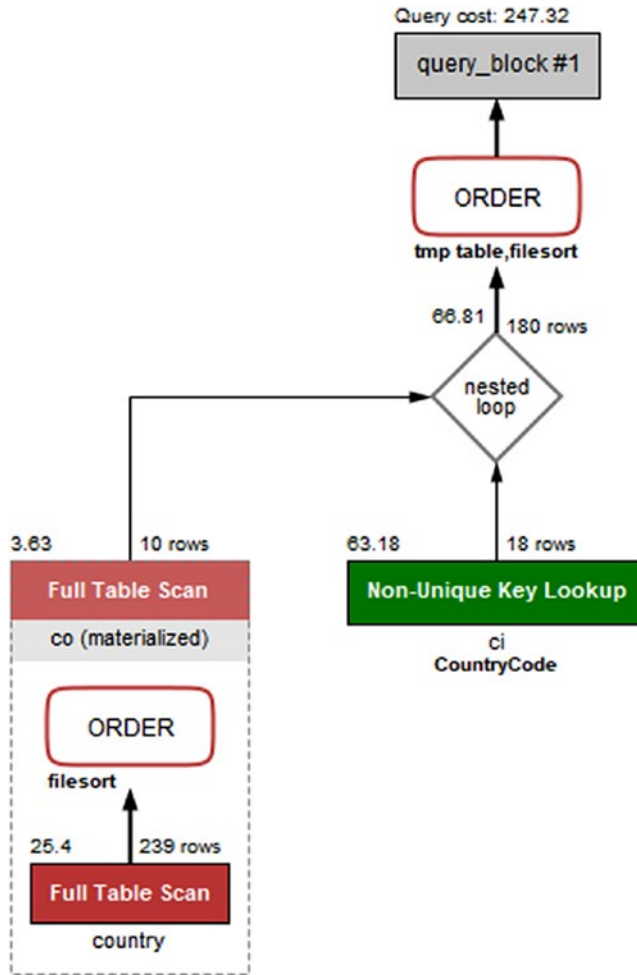 Query cost: 247.32
query_block #1
ORDER
tmp table,filesort
66.81 180 rows
nested
loop
3.63 10 rows 63.18 18 rows
Full Table Scan Non-Unique Key Lookup
co (materialized) ci
CountryCode
ORDER
filesort
25.4 239 rows
Full Table Scan
country